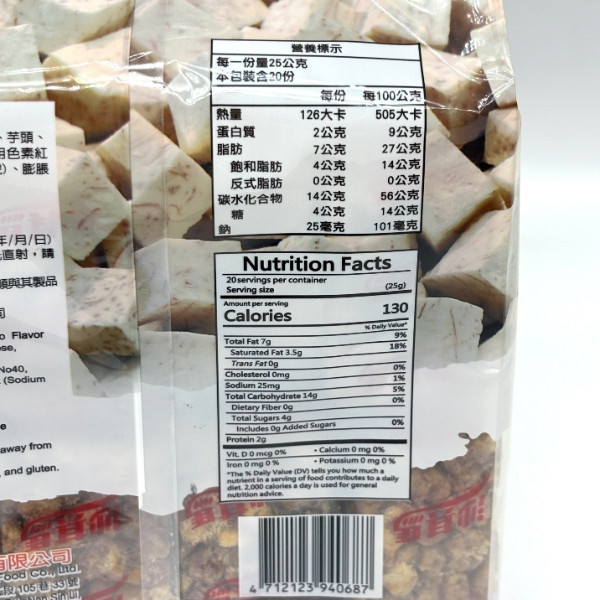 營養標示
每一份量25公克
本包裝含20份
每份 每100公克
熱量 126大卡 505大卡
蛋白質 2公克 9公克
脂肪 7公克 27公克
飽和脂肪 4公克 14公克
反式脂肪 0公克 0公克
碳水化合物 14公克 56公克
糖 4公克 14公克
鈉 25毫克 101毫克
、芋頭、
用色素紅
、膨脹
年/月/日)
直射,請
類與其製品
司
Flavor
No40,
(Sodium
away from
and gluten.
有限公司
Food Co., Ltd.
段105巷33號
Nutrition Facts
20 servings per container
Serving size (25g)
Amount per serving
Calories 130
% Daily Value*
Total Fat 7g 9%
Saturated Fat 3.5g 18%
Trans Fat 0g
Cholesterol 0mg 0%
Sodium 25mg 1%
Total Carbohydrate 14g 5%
Dietary Fiber 0g 0%
Total Sugars 4g
Includes 0g Added Sugars 0%
Protein 2g
Vit. D 0 mcg 0% • Calcium 0 mg 0%
Iron 0 mg 0% • Potassium 0 mg 0%
*The % Daily Value (DV) tells you how much a
nutrient in a serving of food contributes to a daily
diet. 2,000 calories a day is used for general
nutrition advice.
4 712123 940687